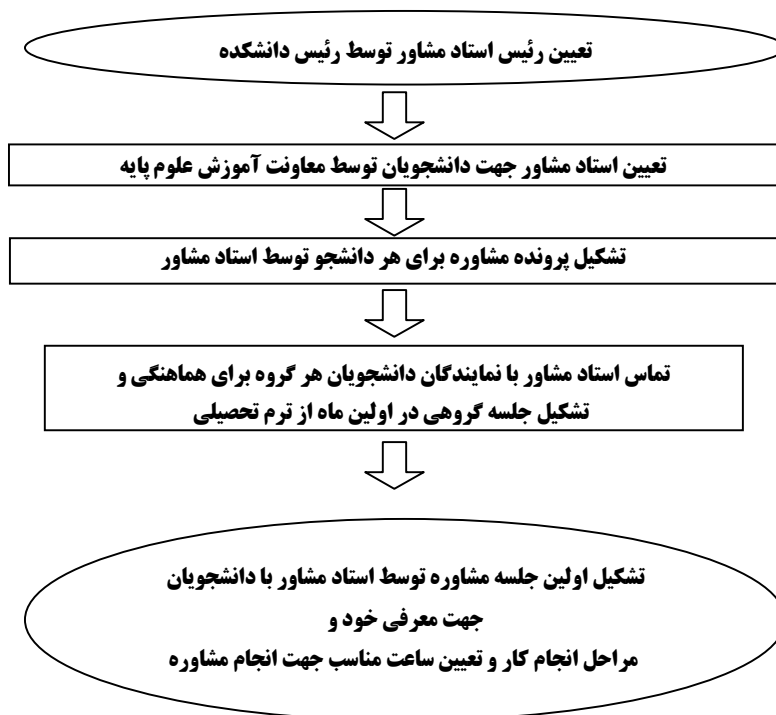 تعیین رئیس استاد مشاور توسط رئیس دانشکده
تعیین استاد مشاور جهت دانشجویان توسط معاونت آموزش علوم پایه
تشکیل پرونده مشاوره برای هر دانشجو توسط استاد مشاور
تماس استاد مشاور با نمایندگان دانشجویان هر گروه برای هماهنگی و
تشکیل جلسه گروهی در اولین ماه از ترم تحصیلی
تشکیل اولین جلسه مشاوره توسط استاد مشاور با دانشجویان
جهت معرفی خود و
مراحل انجام کار و تعیین ساعت مناسب جهت انجام مشاوره